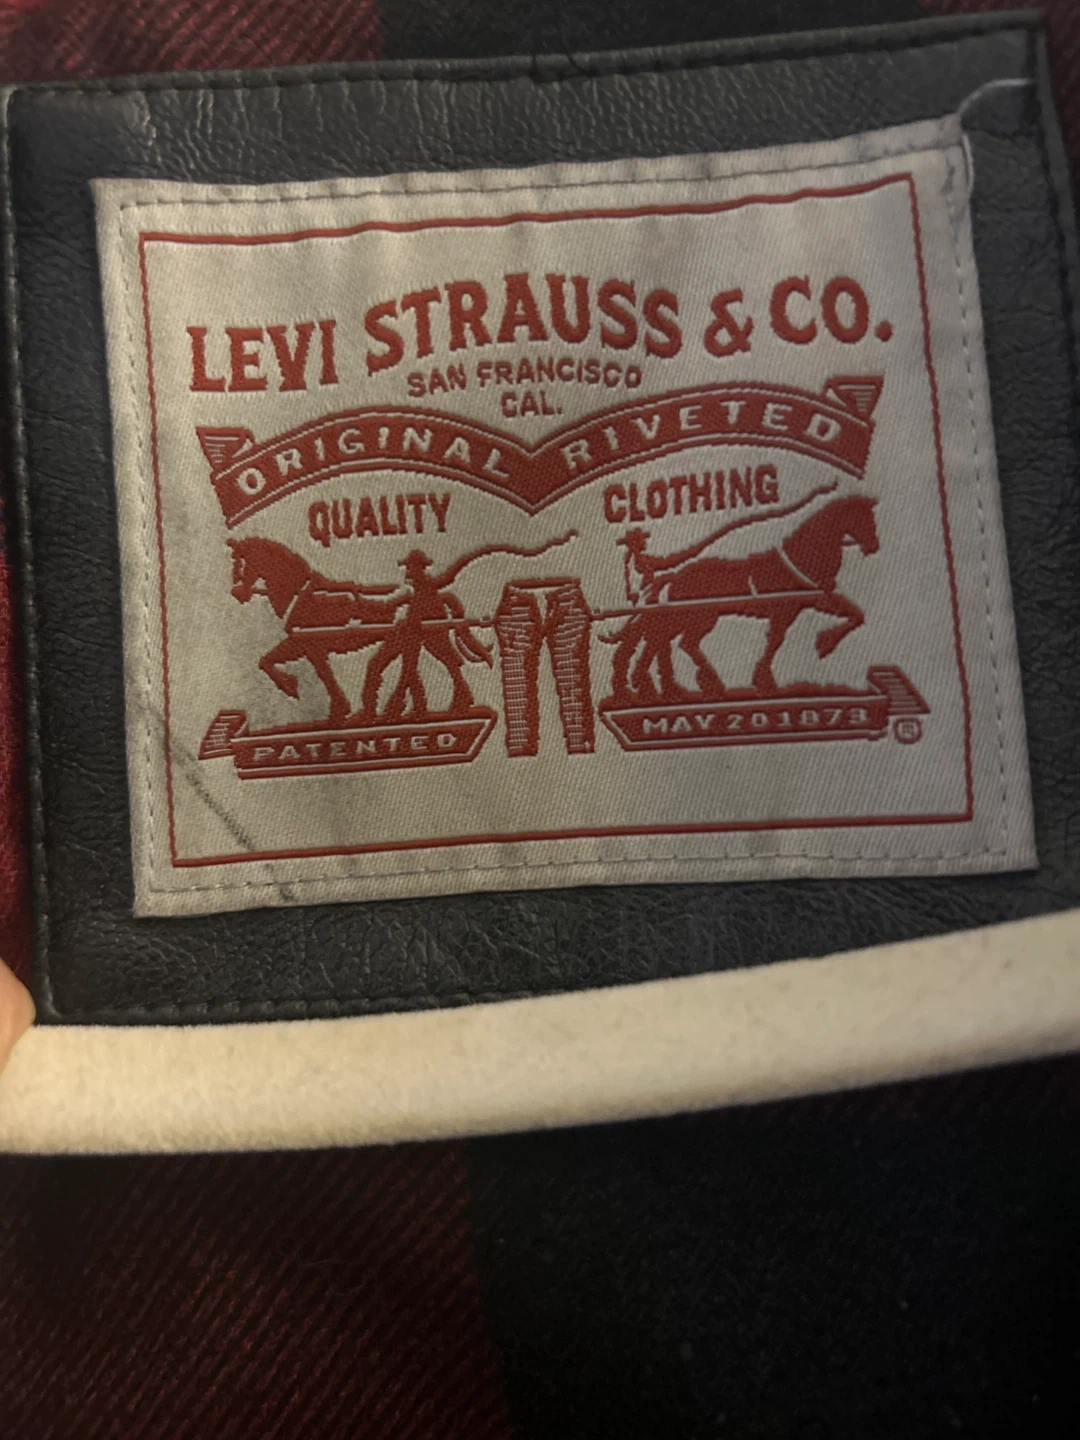 LEVI STRAUSS & CO.
SAN FRANCISCO
CAL.
ORIGINAL RIVETED
QUALITY CLOTHING
PATENTED MAY 20 1873
®